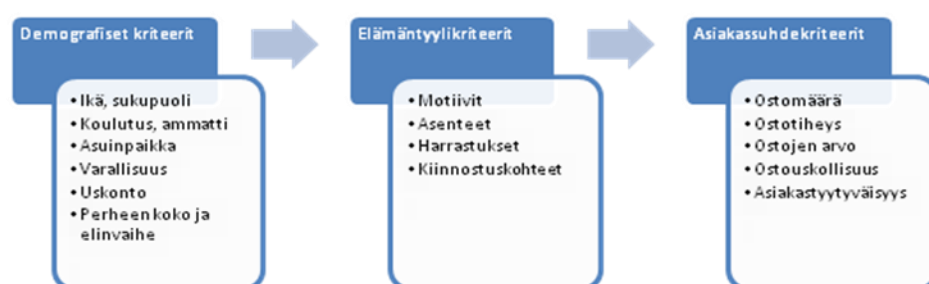 Demografiset kriteerit
• Ikä, sukupuoli
• Koulutus, ammatti
• Asuinpaikka
• Varallisuus
• Uskonto
• Perheen koko ja
elinvaihe
Elämäntyylikriteerit
• Motiivit
• Asenteet
• Harrastukset
• Kiinnostuskohteet
Asiakassuhdekriteerit
• Ostomäärä
• Ostotiheys
• Ostojen arvo
• Ostouskollisuus
• Asiakastyytyväisyys